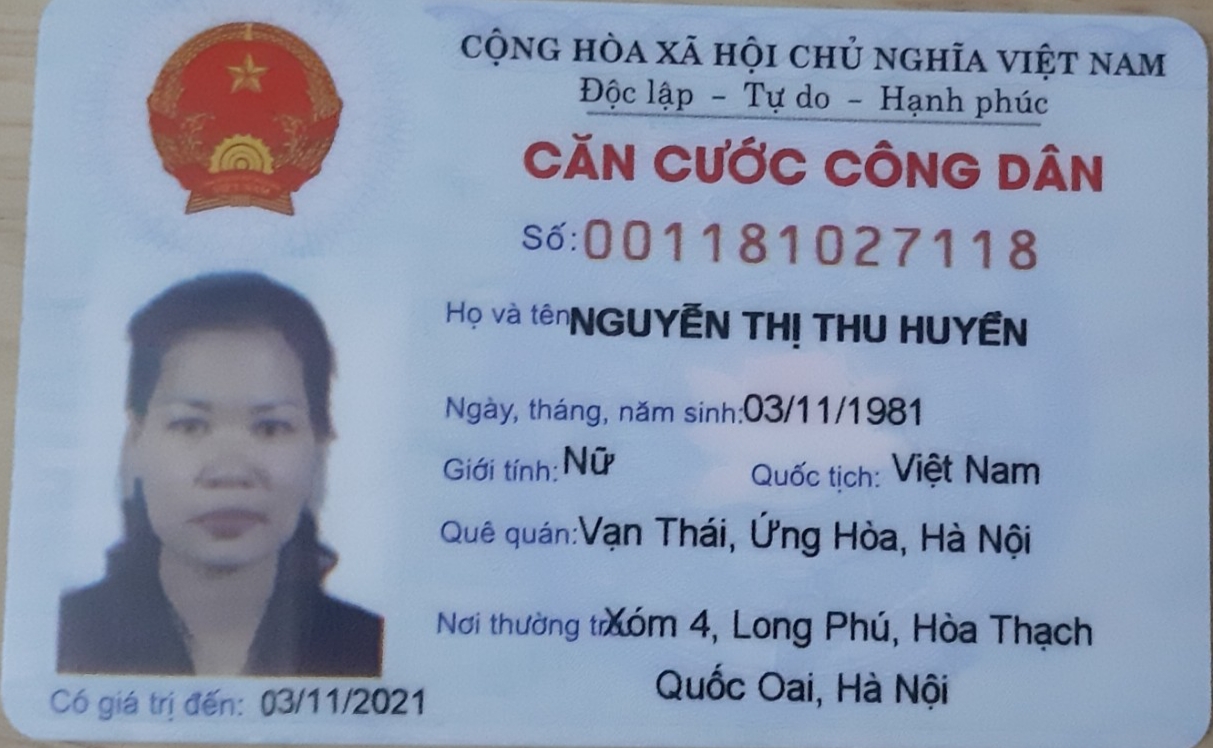 CỘNG HÒA XÃ HỘI CHỦ NGHĨA VIỆT NAM
Độc lập - Tự do - Hạnh phúc
CĂN CƯỚC CÔNG DÂN
Số: 001181027118
Họ và tên NGUYỄN THỊ THU HUYỀN
Ngày, tháng, năm sinh: 03/11/1981
Giới tính: Nữ Quốc tịch: Việt Nam
Quê quán: Vạn Thái, Ứng Hòa, Hà Nội
Nơi thường trú Xóm 4, Long Phú, Hòa Thạch
Quốc Oai, Hà Nội
Có giá trị đến: 03/11/2021